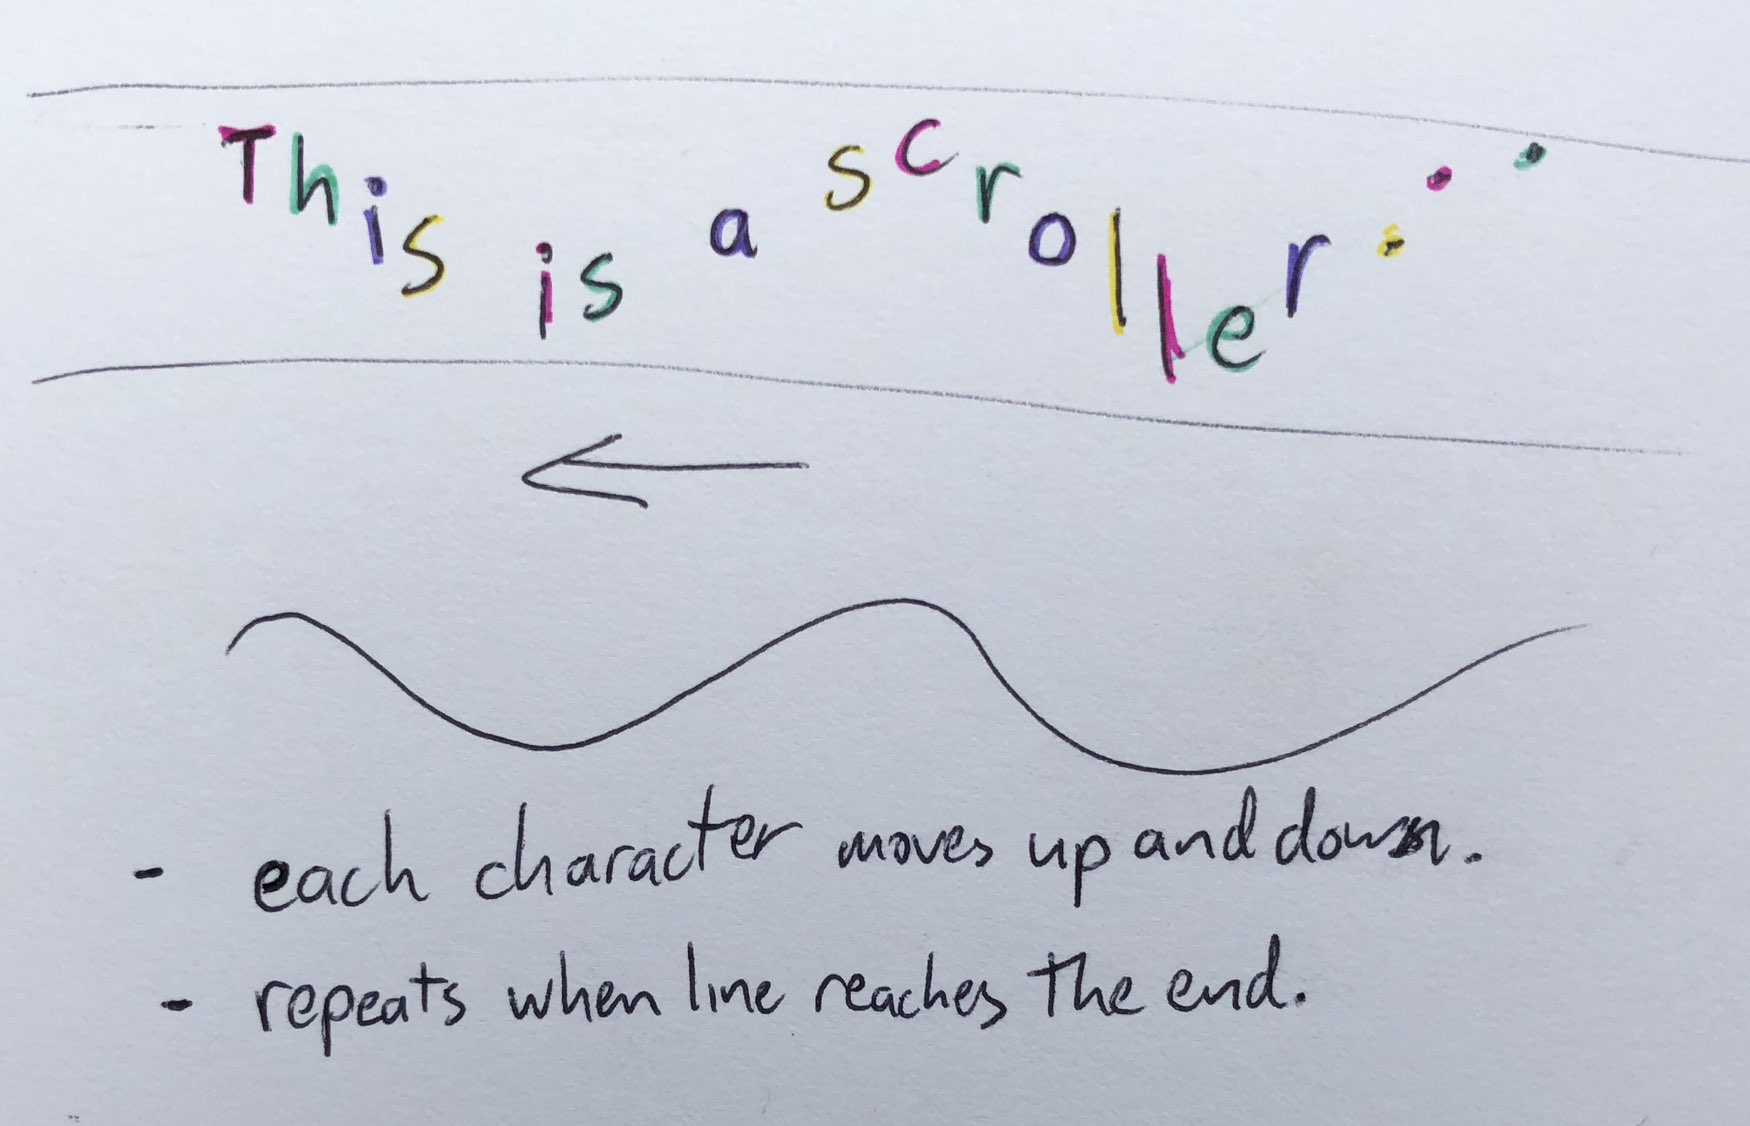 This is a scroller...
- each character moves up and down.
- repeats when line reaches the end.